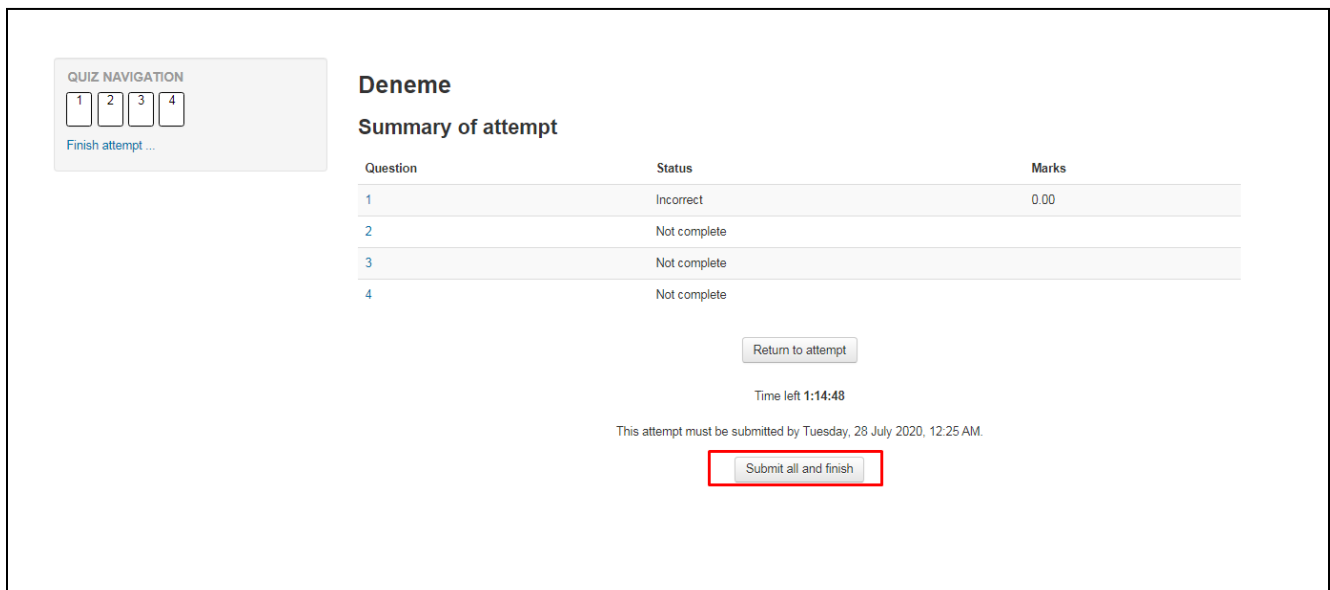 QUIZ NAVIGATION
1 2 3 4
Finish attempt ...
Deneme
Summary of attempt
Question Status Marks
1 Incorrect 0.00
2 Not complete
3 Not complete
4 Not complete
Return to attempt
Time left 1:14:48
This attempt must be submitted by Tuesday, 28 July 2020, 12:25 AM.
Submit all and finish